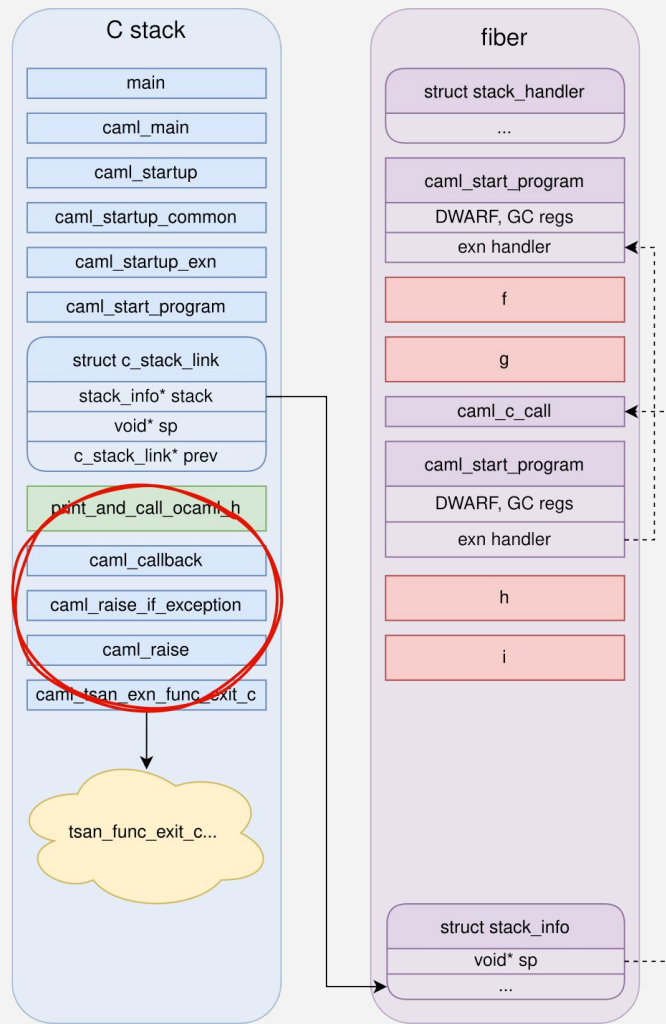 C stack
main
caml_main
caml_startup
caml_startup_common
caml_startup_exn
caml_start_program
struct c_stack_link
stack_info* stack
void* sp
c_stack_link* prev
print_and_call_ocaml_h
caml_callback
caml_raise_if_exception
caml_raise
caml_tsan_exn_func_exit_c
tsan_func_exit_c...
fiber
struct stack_handler
...
caml_start_program
DWARF, GC regs
exn handler
f
g
caml_c_call
caml_start_program
DWARF, GC regs
exn handler
h
i
struct stack_info
void* sp
...